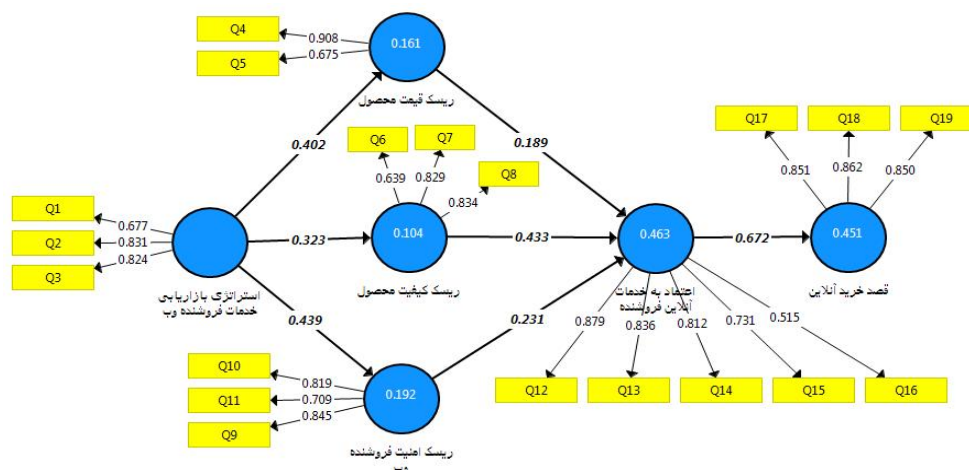 Q4
0.908
Q5
0.675
0.161
ریسک قیمت محصول
0.402
0.189
Q6
Q7
Q8
0.639
0.829
0.834
Q17
Q18
Q19
0.851
0.862
0.850
Q1
0.677
Q2
0.831
Q3
0.824
استراتژی بازاریابی
خدمات فروشنده وب
0.323
0.104
ریسک کیفیت محصول
0.433
0.463
اعتماد به خدمات
آنلاین فروشنده
0.672
0.451
قصد خرید آنلاین
0.439
0.231
Q10
0.819
Q11
0.709
Q9
0.845
0.192
ریسک امنیت فروشنده
وب
0.879
0.836
0.812
0.731
0.515
Q12
Q13
Q14
Q15
Q16